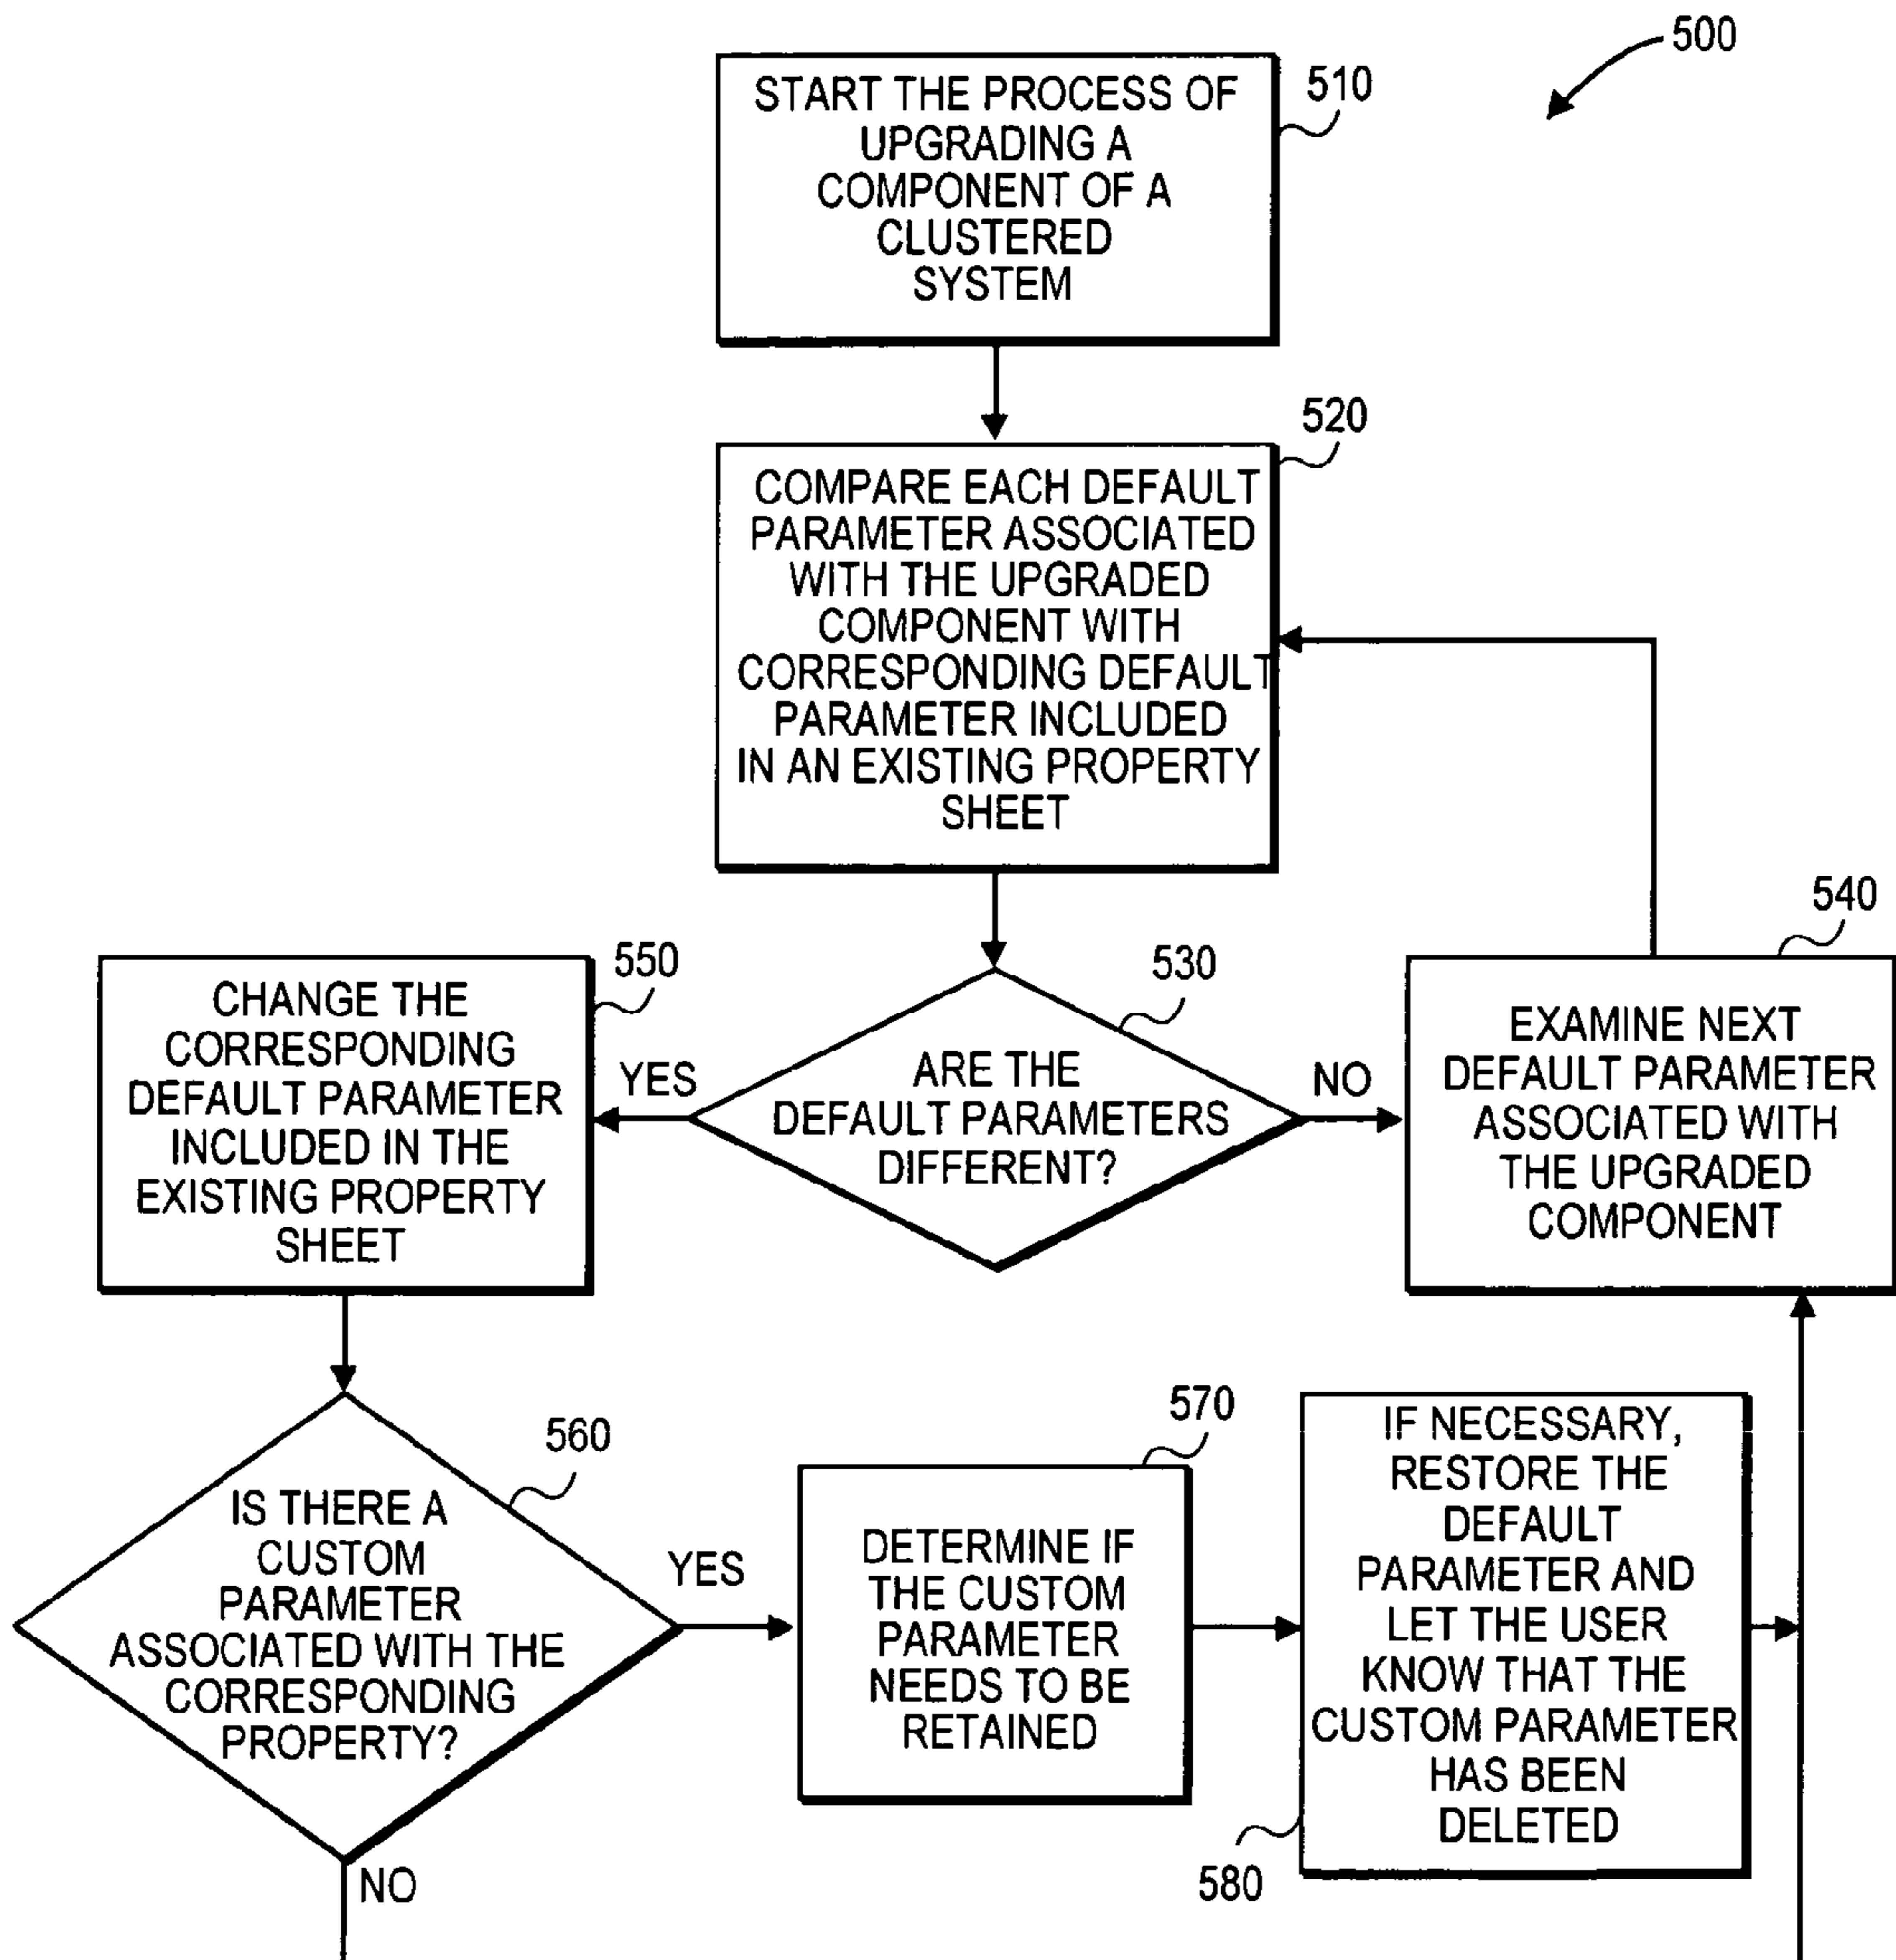 500
510
START THE PROCESS OF
UPGRADING A
COMPONENT OF A
CLUSTERED
SYSTEM
520
COMPARE EACH DEFAULT
PARAMETER ASSOCIATED
WITH THE UPGRADED
COMPONENT WITH
CORRESPONDING DEFAULT
PARAMETER INCLUDED
IN AN EXISTING PROPERTY
SHEET
530
ARE THE
DEFAULT PARAMETERS
DIFFERENT?
YES
NO
540
EXAMINE NEXT
DEFAULT PARAMETER
ASSOCIATED WITH
THE UPGRADED
COMPONENT
550
CHANGE THE
CORRESPONDING
DEFAULT PARAMETER
INCLUDED IN THE
EXISTING PROPERTY
SHEET
560
IS THERE A
CUSTOM
PARAMETER
ASSOCIATED WITH THE
CORRESPONDING
PROPERTY?
YES
NO
570
DETERMINE IF
THE CUSTOM
PARAMETER
NEEDS TO BE
RETAINED
580
IF NECESSARY,
RESTORE THE
DEFAULT
PARAMETER AND
LET THE USER
KNOW THAT THE
CUSTOM PARAMETER
HAS BEEN
DELETED